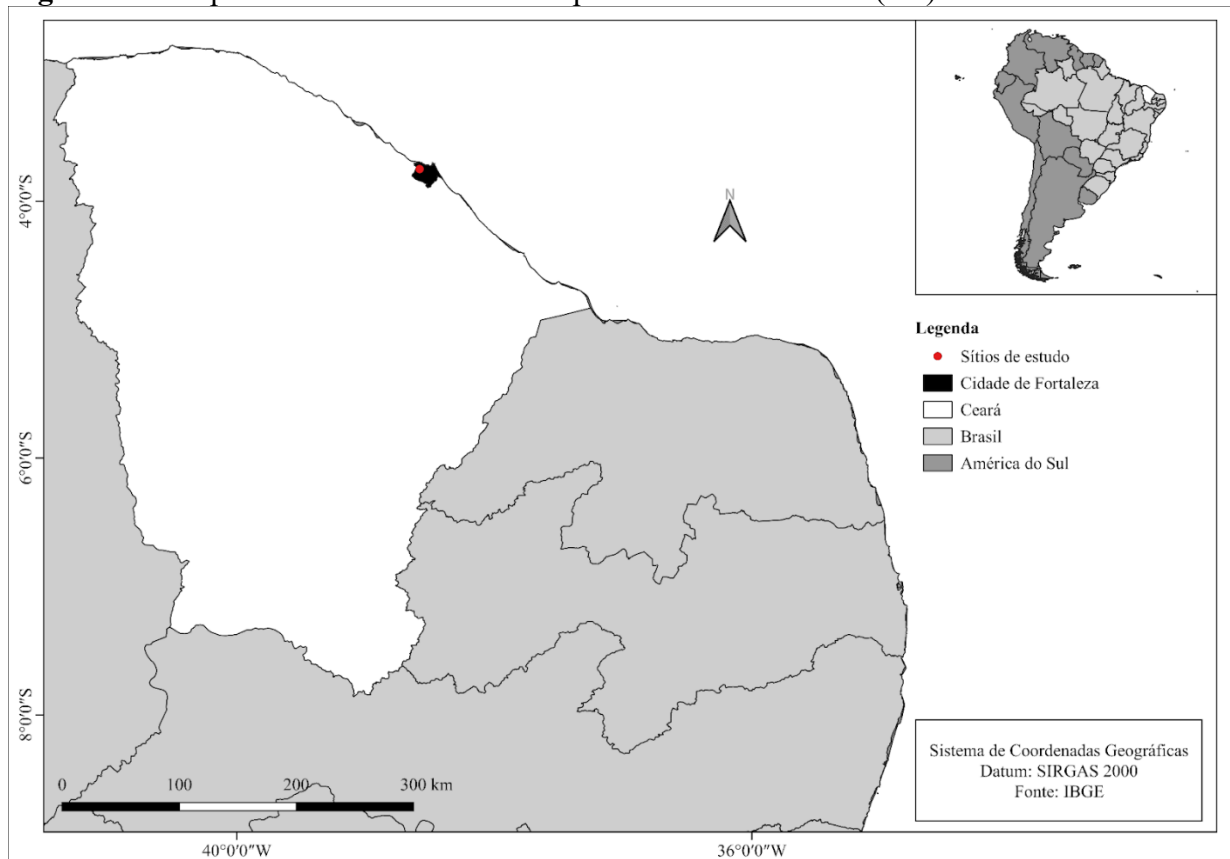 4°0'0"S
6°0'0"S
8°0'0"S
40°0'0"W
36°0'0"W
N
0 100 200 300 km
Legenda
Sítios de estudo
Cidade de Fortaleza
Ceará
Brasil
América do Sul
Sistema de Coordenadas Geográficas
Datum: SIRGAS 2000
Fonte: IBGE